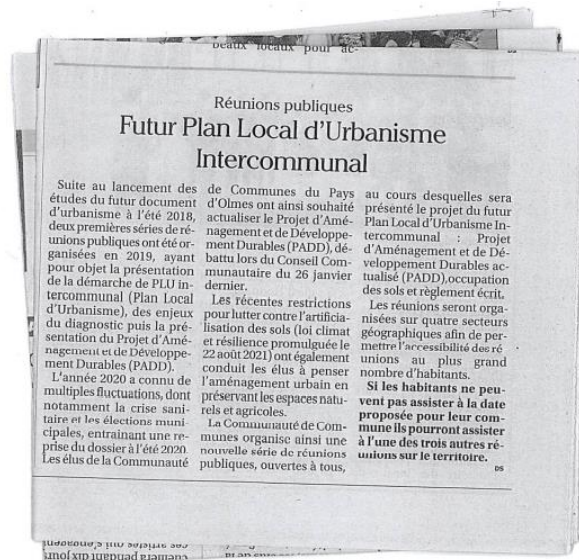 beaux locaux pour ac-
Réunions publiques
Futur Plan Local d'Urbanisme
Intercommunal
Suite au lancement des
études du futur document
d'urbanisme à l'été 2018,
deux premières séries de ré-
unions publiques ont été or-
ganisées en 2019, ayant
pour objet la présentation
de la démarche de PLU in-
tercommunal (Plan Local
d'Urbanisme), des enjeux
du diagnostic puis la pré-
sentation du Projet d'Amé-
nagement et de Développe-
ment Durables (PADD).
L'année 2020 a connu de
multiples fluctuations, dont
notamment la crise sani-
taire et les élections muni-
cipales, entrainant une re-
prise du dossier à l'été 2020.
Les élus de la Communauté
de Communes du Pays
d'Olmes ont ainsi souhaité
actualiser le Projet d'Amé-
nagement et de Développe-
ment Durables (PADD), dé-
battu lors du Conseil Com-
munautaire du 26 janvier
dernier.
Les récentes restrictions
pour lutter contre l'artificia-
lisation des sols (loi climat
et résilience promulguée le
22 août 2021) ont également
conduit les élus à penser
l'aménagement urbain en
préservant les espaces natu-
rels et agricoles.
La Communauté de Com-
munes organise ainsi une
nouvelle série de réunions
publiques, ouvertes à tous,
au cours desquelles sera
présenté le projet du futur
Plan Local d'Urbanisme In-
tercommunal : Projet
d'Aménagement et de Dé-
veloppement Durables ac-
tualisé (PADD),occupation
des sols et règlement écrit.
Les réunions seront orga-
nisées sur quatre secteurs
géographiques afin de per-
mettre l'accessibilité des ré
unions au plus grand
nombre d'habitants.
Si les habitants ne peu-
vent pas assister à la date
proposée pour leur com-
mune ils pourront assister
à l'une des trois autres ré-
unions sur le territoire.
DS